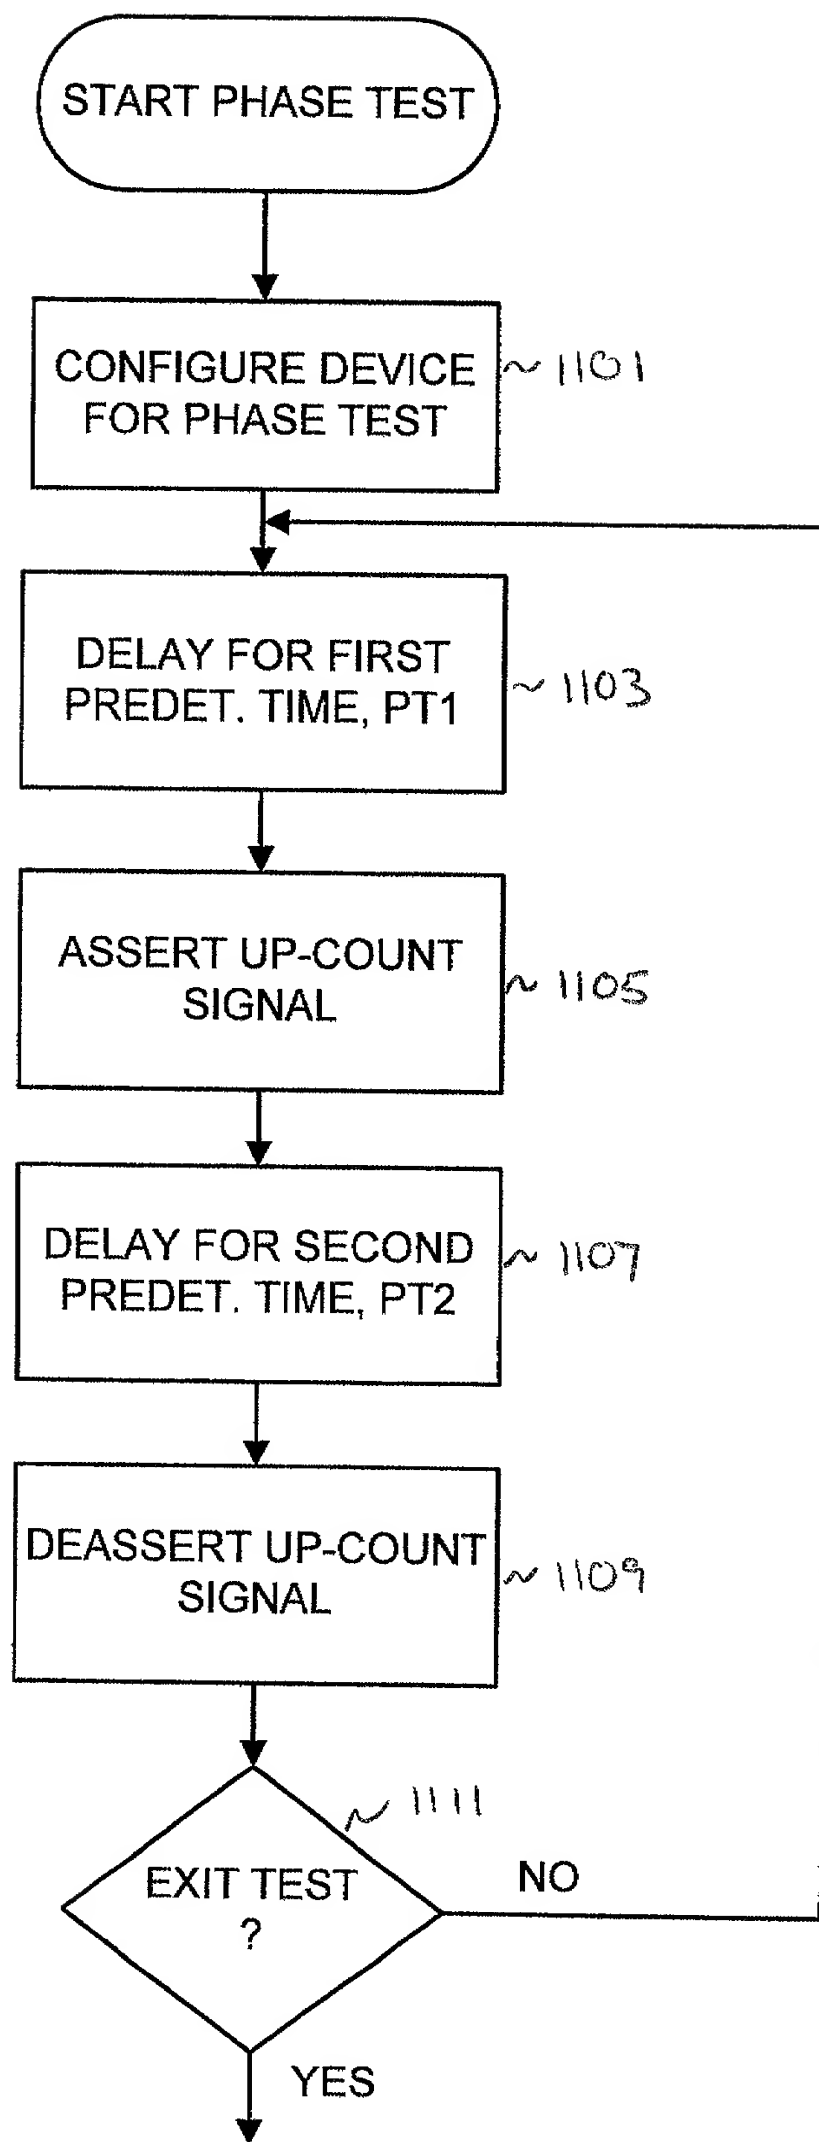 START PHASE TEST
CONFIGURE DEVICE
FOR PHASE TEST
~1101
DELAY FOR FIRST
PREDET. TIME, PT1
~1103
ASSERT UP-COUNT
SIGNAL
~1105
DELAY FOR SECOND
PREDET. TIME, PT2
~1107
DEASSERT UP-COUNT
SIGNAL
~1109
~1111
EXIT TEST
?
NO
YES